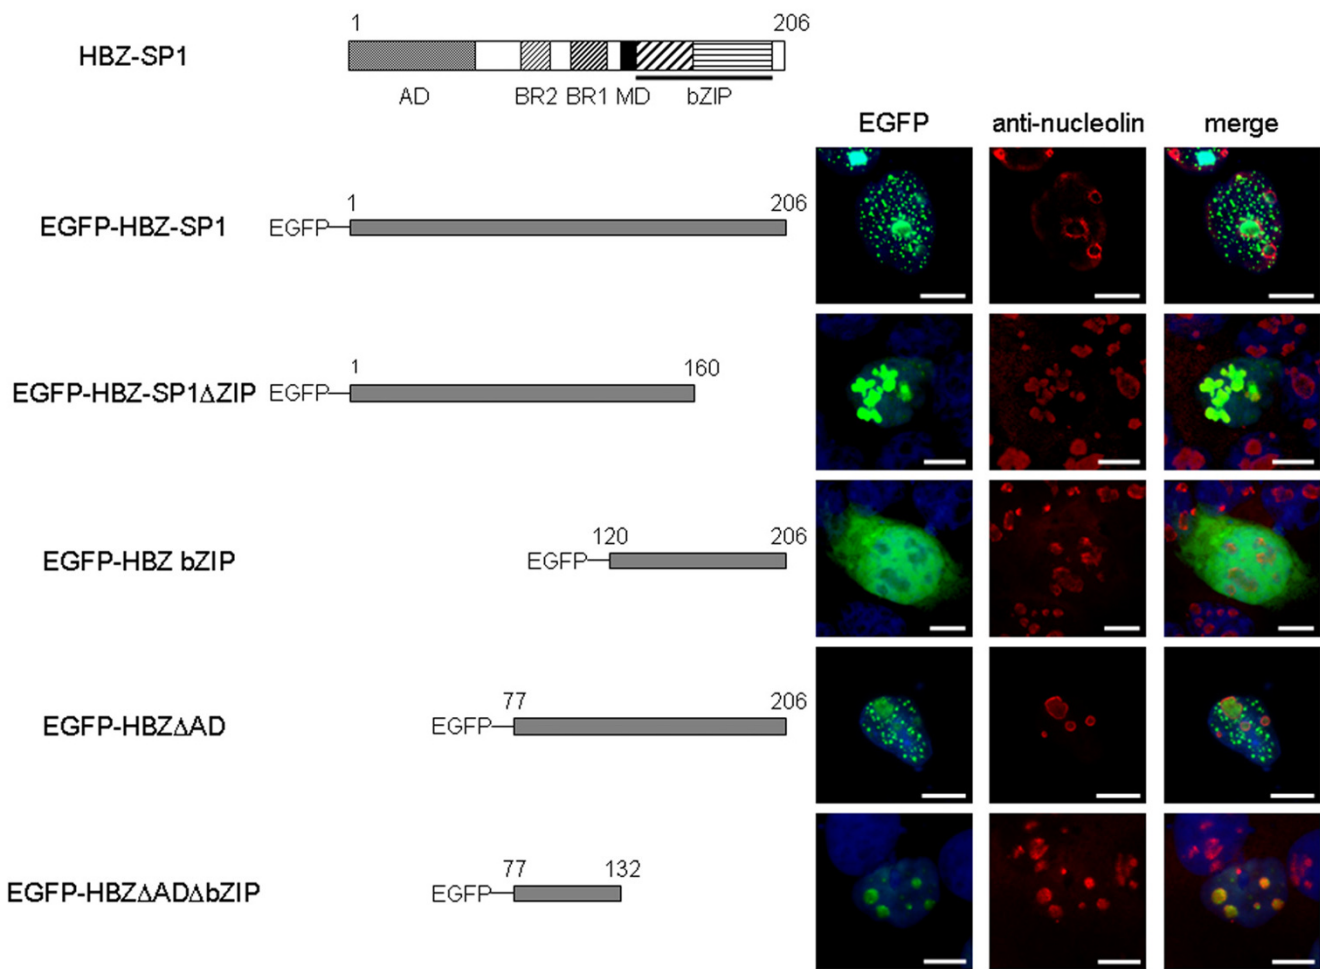 1 206
HBZ-SP1
AD BR2 BR1 MD bZIP
EGFP anti-nucleolin merge
1 206
EGFP-HBZ-SP1 EGFP
1 160
EGFP-HBZ-SP1ΔZIP EGFP
120 206
EGFP-HBZ bZIP EGFP
77 206
EGFP-HBZΔAD EGFP
77 132
EGFP-HBZΔADΔbZIP EGFP